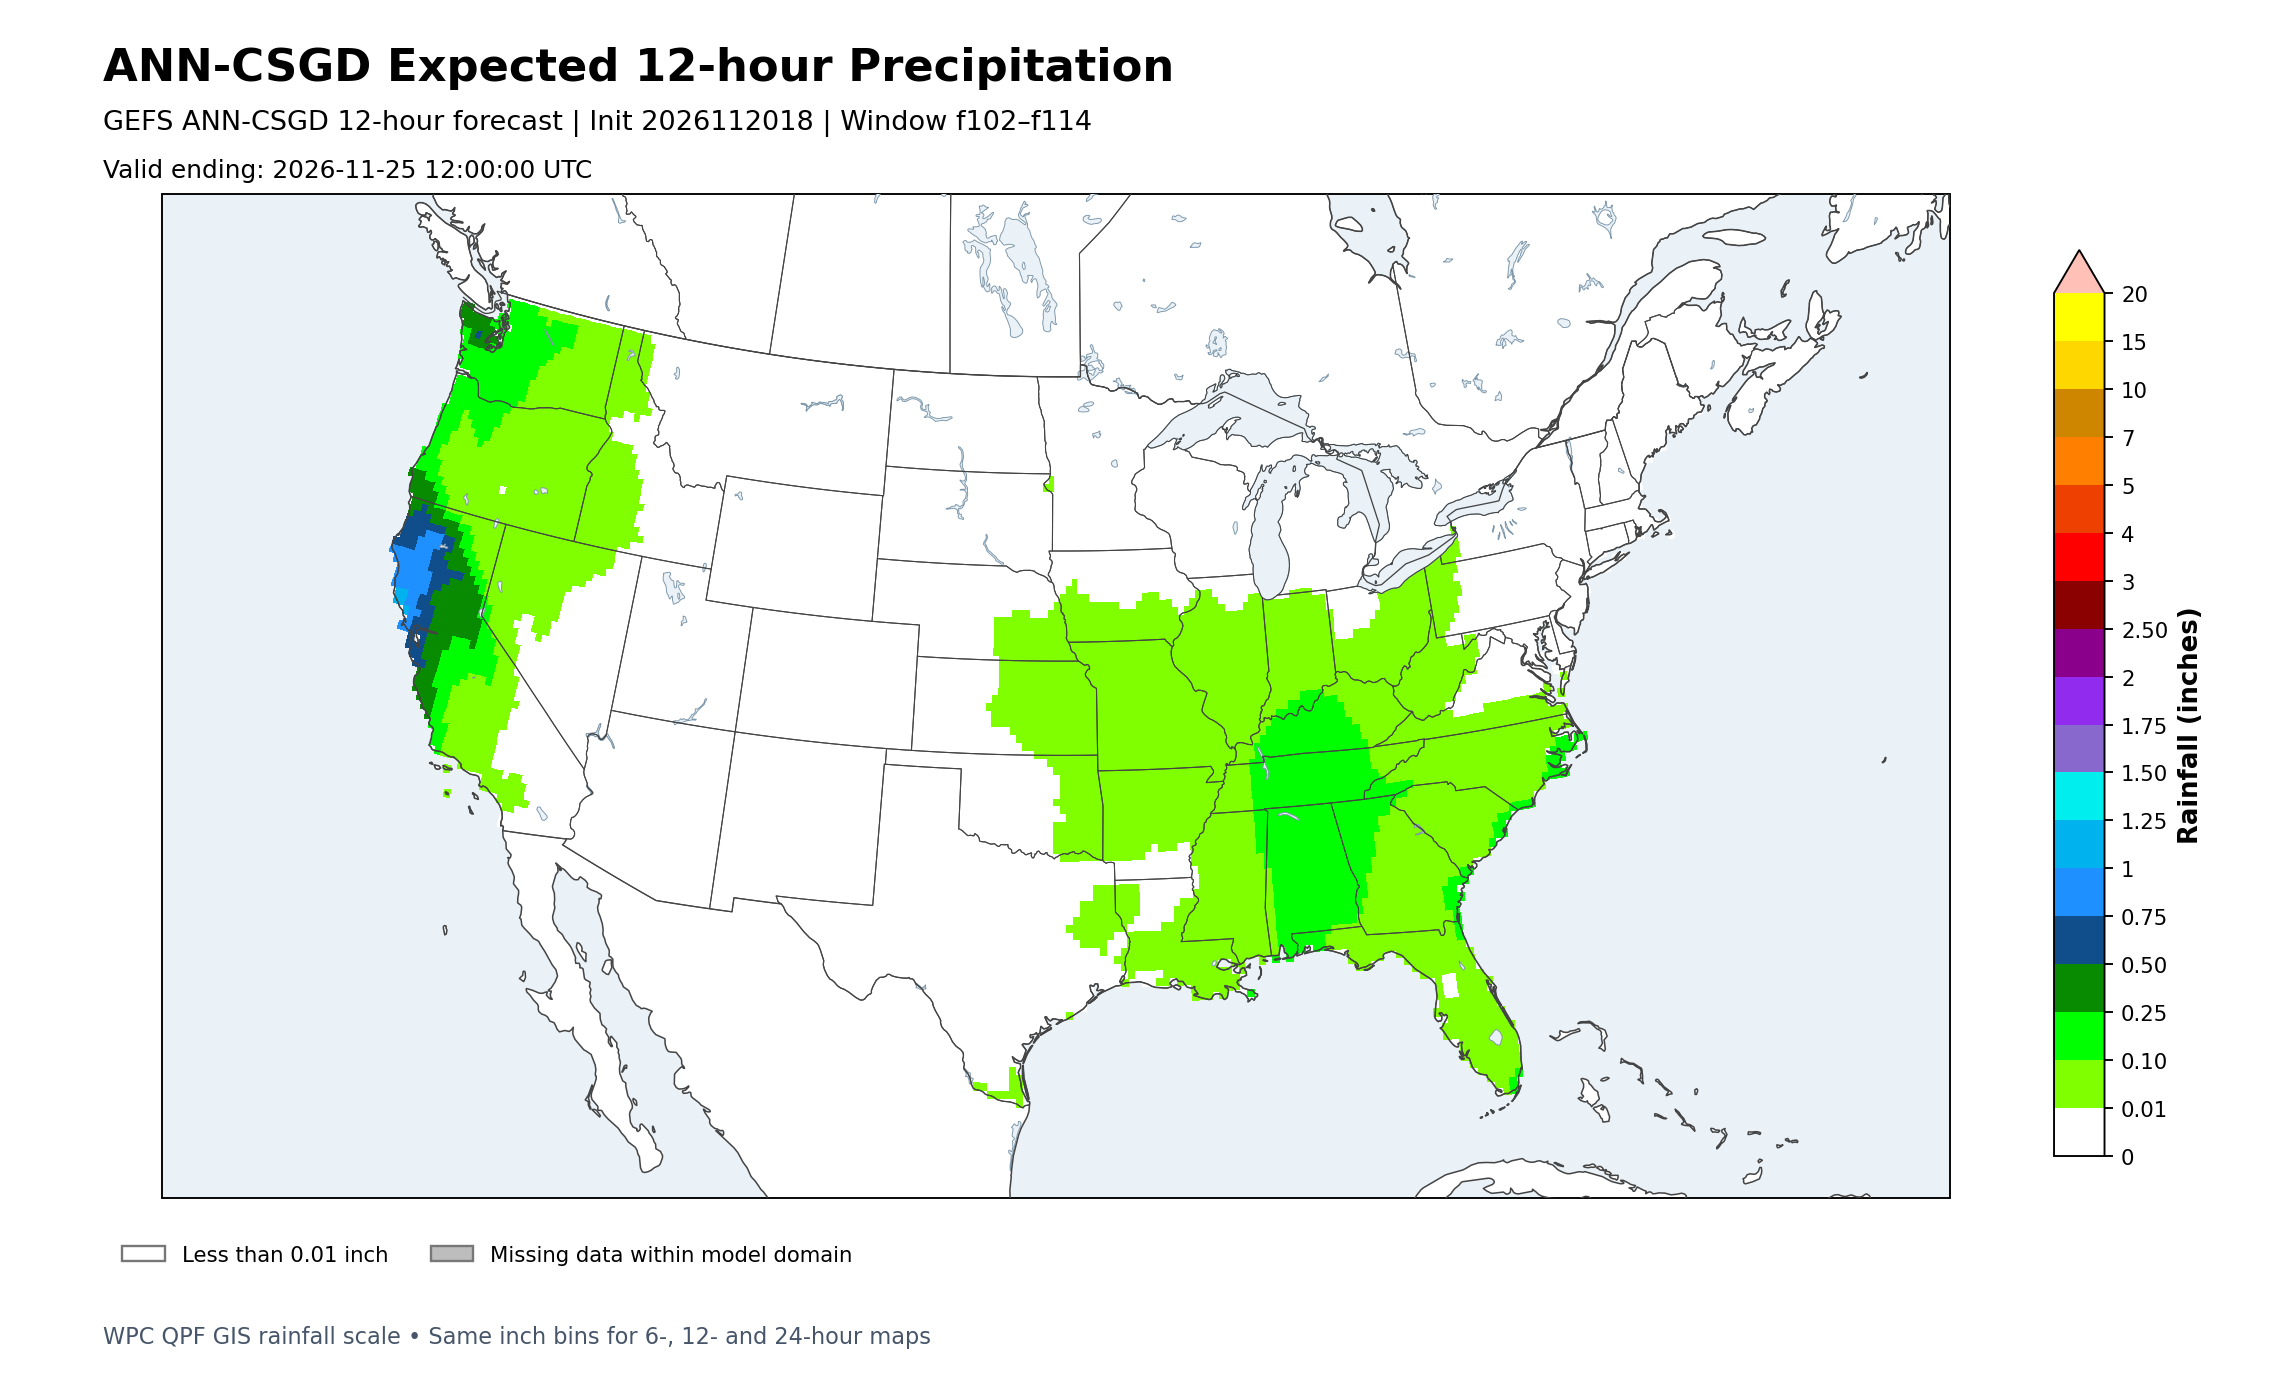 ANN-CSGD Expected 12-hour Precipitation
GEFS ANN-CSGD 12-hour forecast | Init 2026112018 | Window f102–f114
Valid ending: 2026-11-25 12:00:00 UTC
20
15
10
7
5
4
3
2.50
2
1.75
1.50
1.25
1
0.75
0.50
0.25
0.10
0.01
0
Rainfall (inches)
Less than 0.01 inch
Missing data within model domain
WPC QPF GIS rainfall scale • Same inch bins for 6-, 12- and 24-hour maps